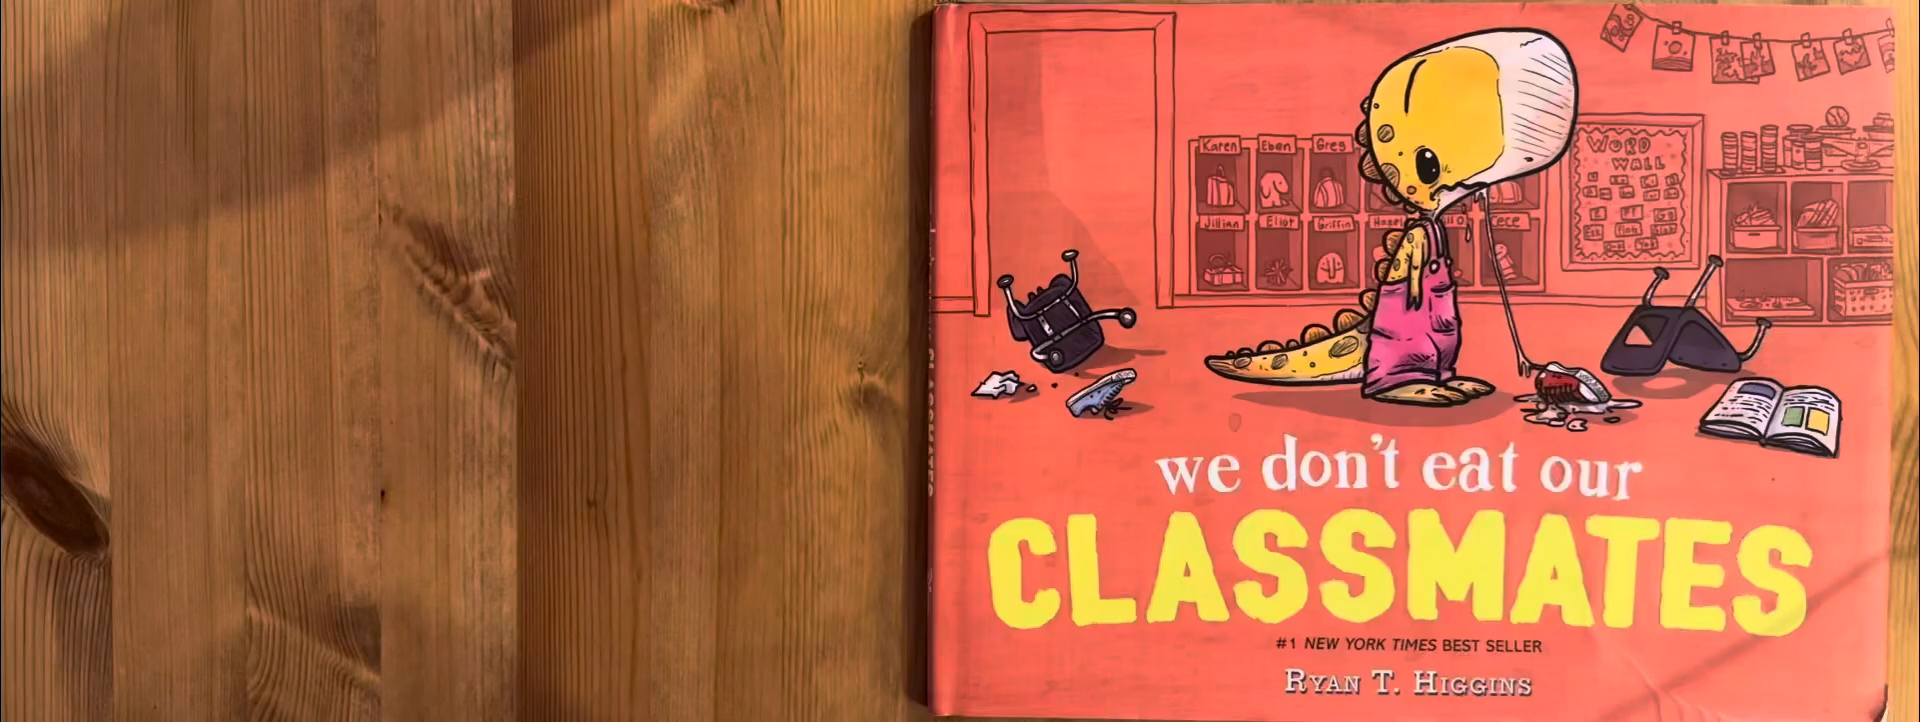 Karen Eben Greg
Jillian Eliot Griffin
WORD
WALL
we don't eat our
CLASSMATES
#1 NEW YORK TIMES BEST SELLER
RYAN T. HIGGINS